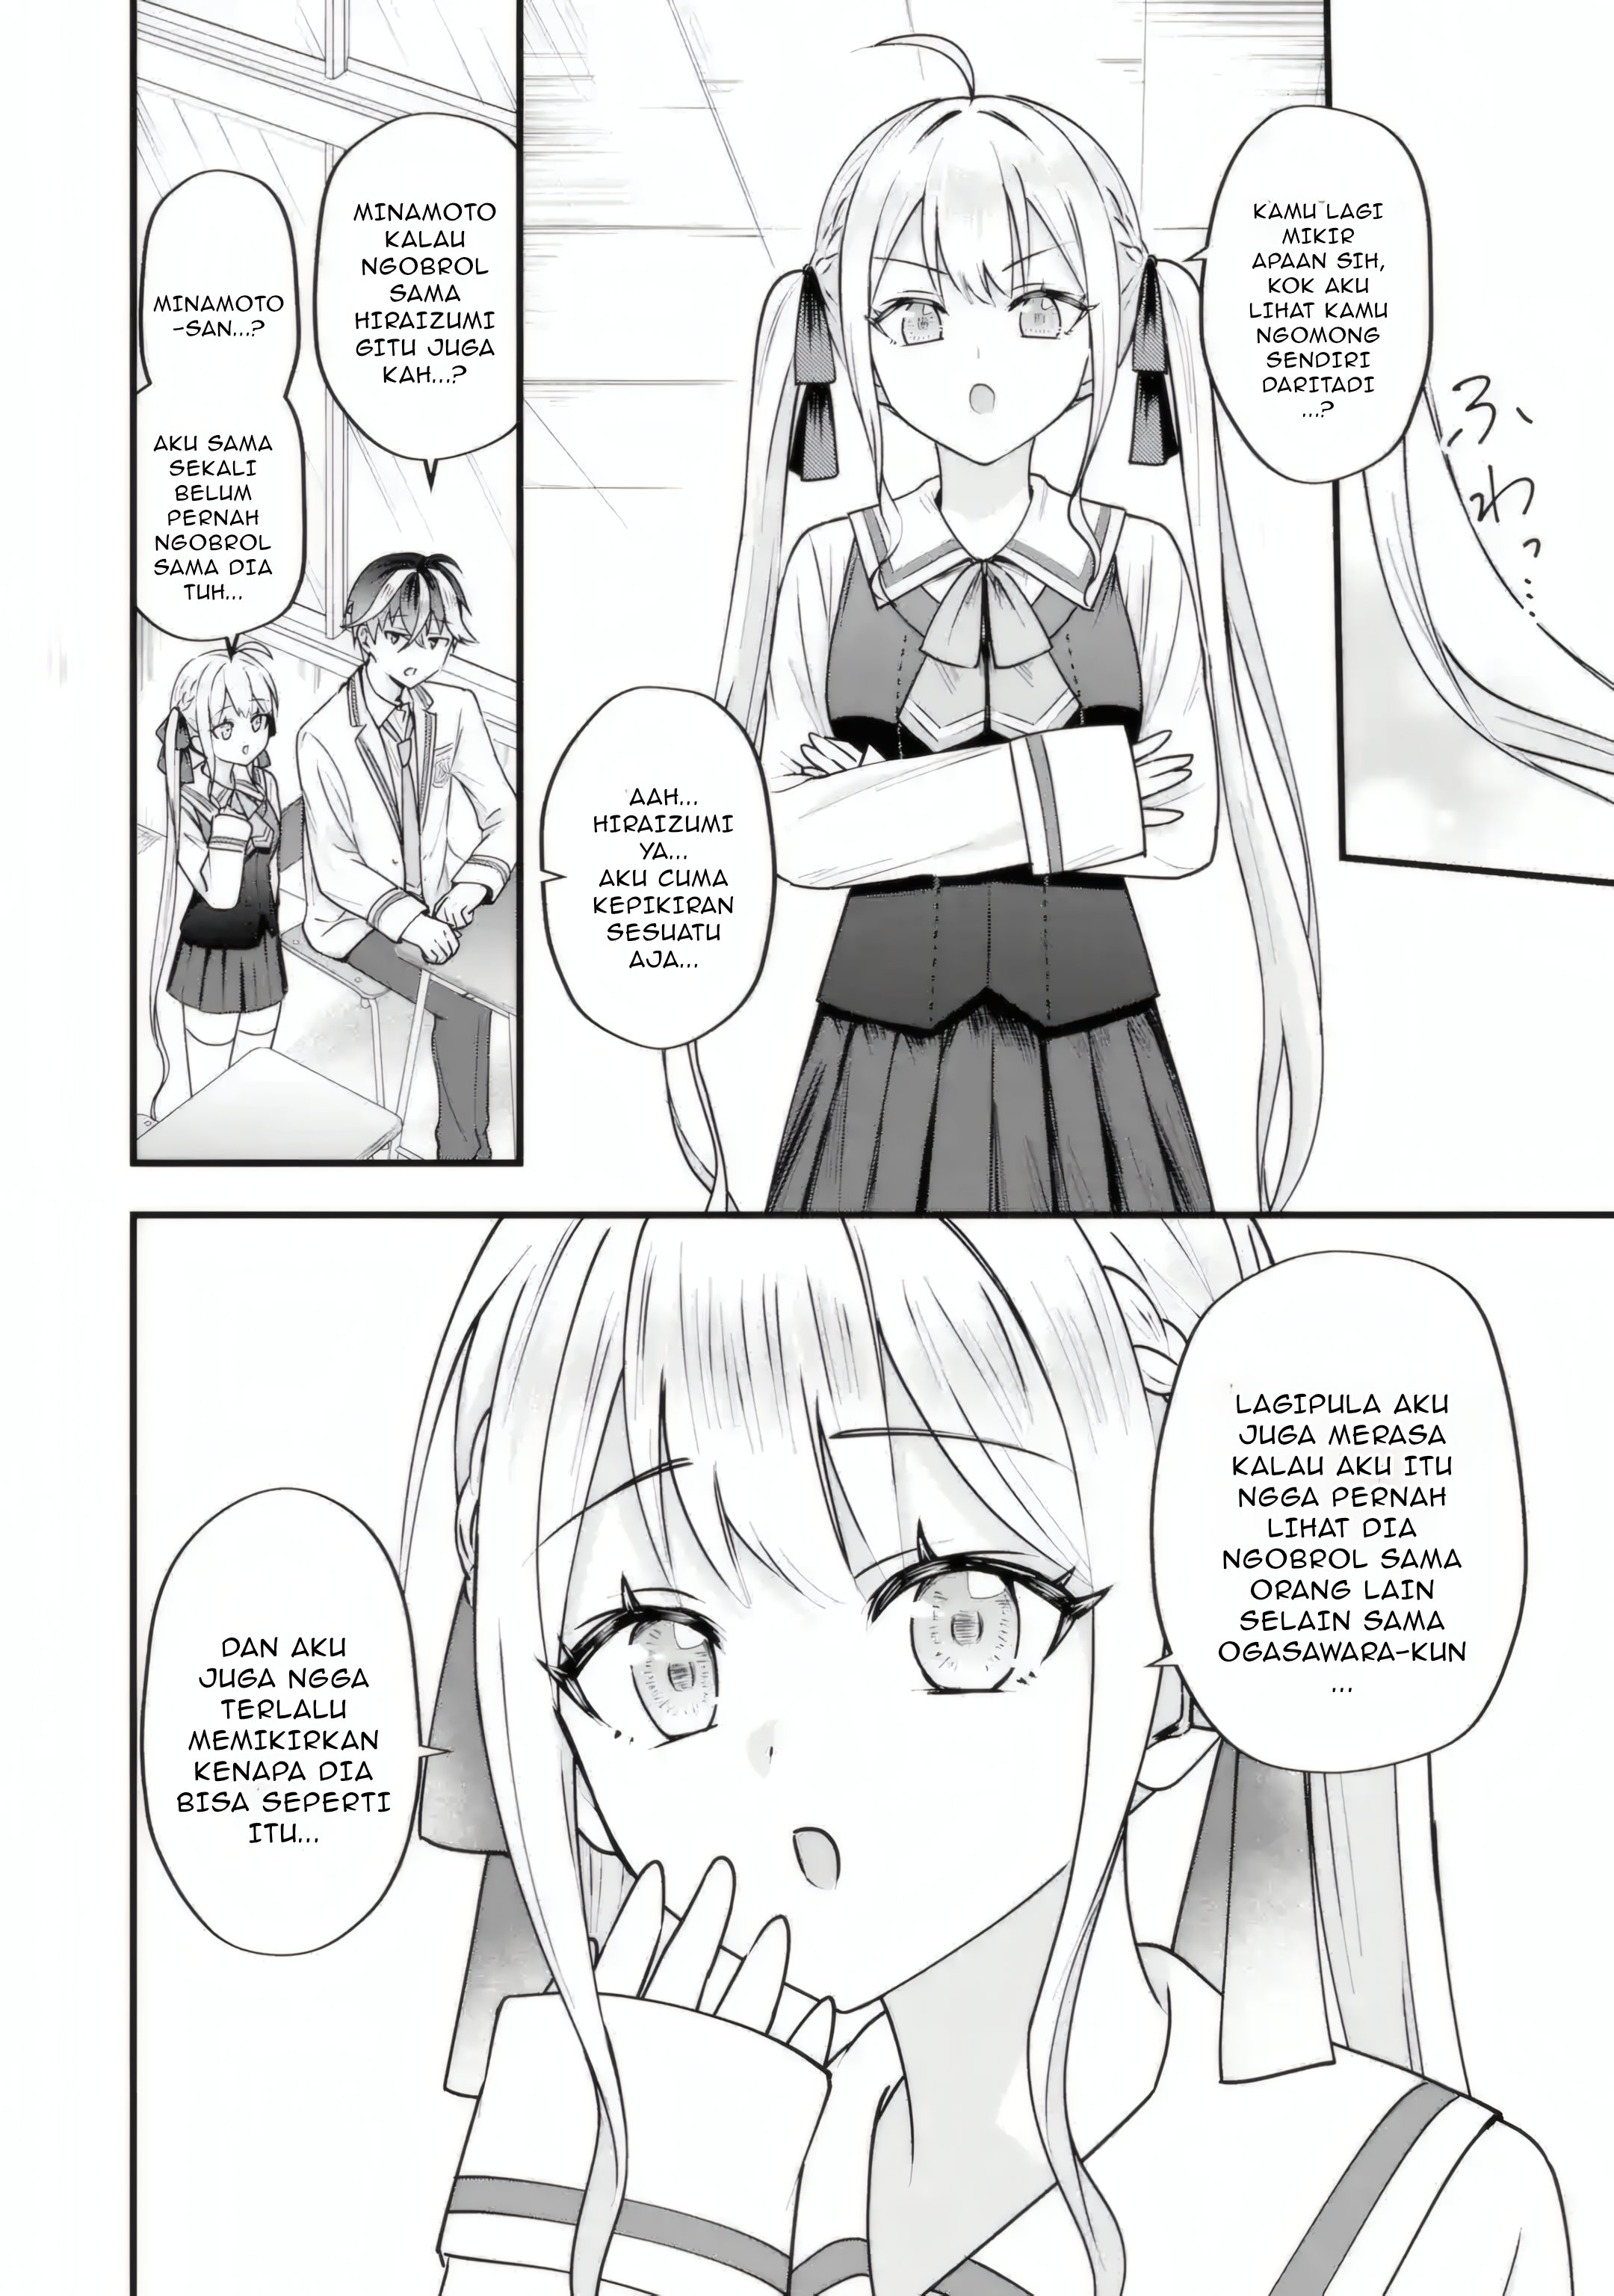 KAMU LAGI
MIKIR
APAAN SIH,
KOK AKU
LIHAT KAMU
NGOMONG
SENDIRI
DARITADI
...?
ふわ?...
AAH...
HIRAIZUMI
YA...
AKU CUMA
KEPIKIRAN
SESUATU
AJA...
MINAMOTO
KALAU
NGOBROL
SAMA
HIRAIZUMI
GITU JUGA
KAH...?
MINAMOTO
-SAN...?
AKU SAMA
SEKALI
BELUM
PERNAH
NGOBROL
SAMA DIA
TUH...
LAGIPULA AKU
JUGA MERASA
KALAU AKU ITU
NGGA PERNAH
LIHAT DIA
NGOBROL SAMA
ORANG LAIN
SELAIN SAMA
OGASAWARA-KUN
...
DAN AKU
JUGA NGGA
TERLALU
MEMIKIRKAN
KENAPA DIA
BISA SEPERTI
ITU...